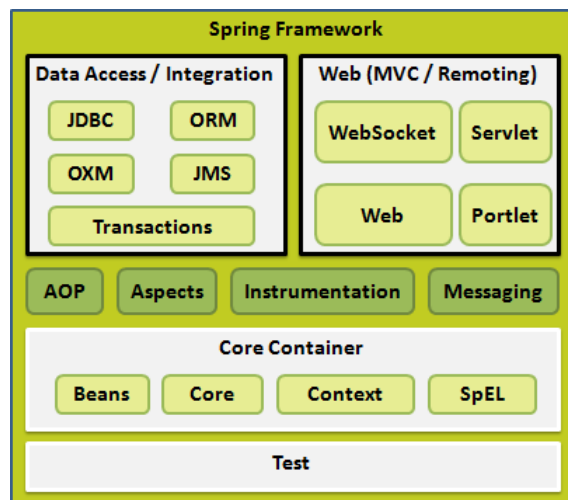 Spring Framework
Data Access / Integration
JDBC
ORM
OXM
JMS
Transactions
Web (MVC / Remoting)
WebSocket
Servlet
Web
Portlet
AOP
Aspects
Instrumentation
Messaging
Core Container
Beans
Core
Context
SpEL
Test